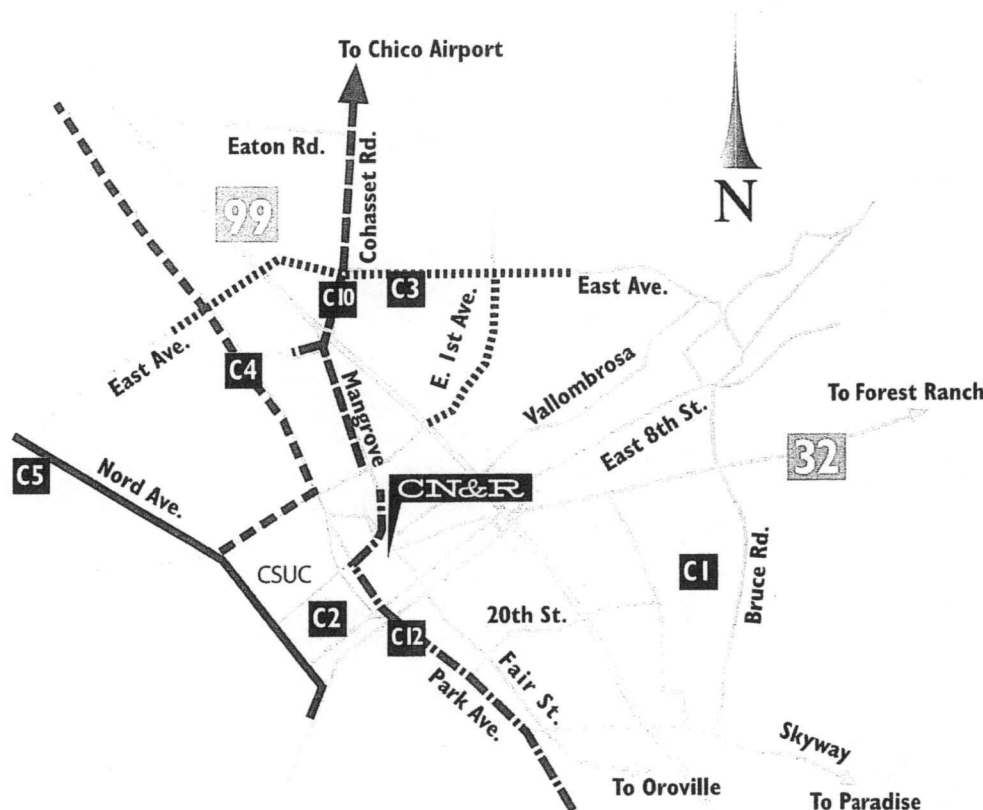 To Chico Airport
Eaton Rd.
Cohasset Rd.
99
N
C10
C3
East Ave.
E. 1st Ave.
East Ave.
C4
Mangrove
Vallombrosa
To Forest Ranch
East 8th St.
32
C5
Nord Ave.
CN&R
CSUC
C1
Bruce Rd.
C2
C12
20th St.
Fair St.
Park Ave.
Skyway
To Oroville
To Paradise